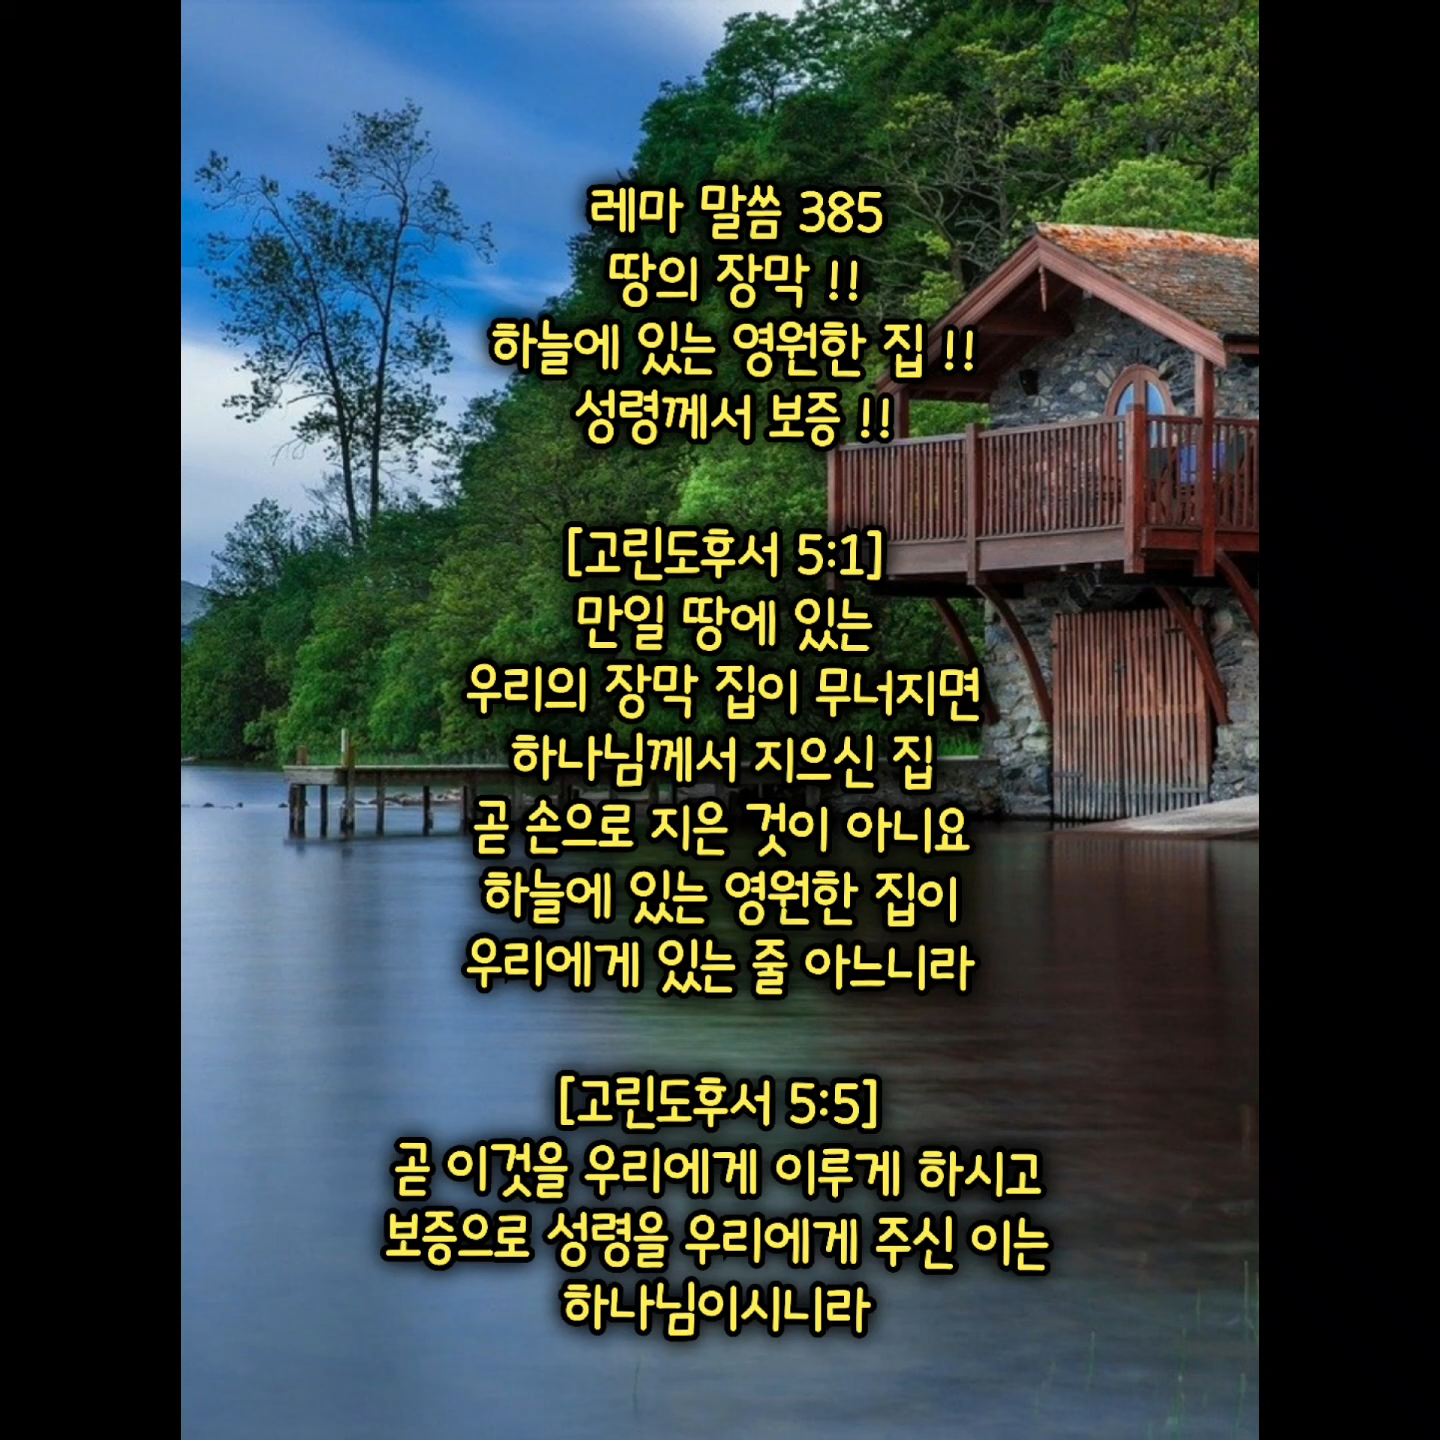 레마 말씀 385
땅의 장막 !!
하늘에 있는 영원한 집 !!
성령께서 보증 !!
[고린도후서 5:1]
만일 땅에 있는
우리의 장막 집이 무너지면
하나님께서 지으신 집
곧 손으로 지은 것이 아니요
하늘에 있는 영원한 집이
우리에게 있는 줄 아느니라
[고린도후서 5:5]
곧 이것을 우리에게 이루게 하시고
보증으로 성령을 우리에게 주신 이는
하나님이시니라